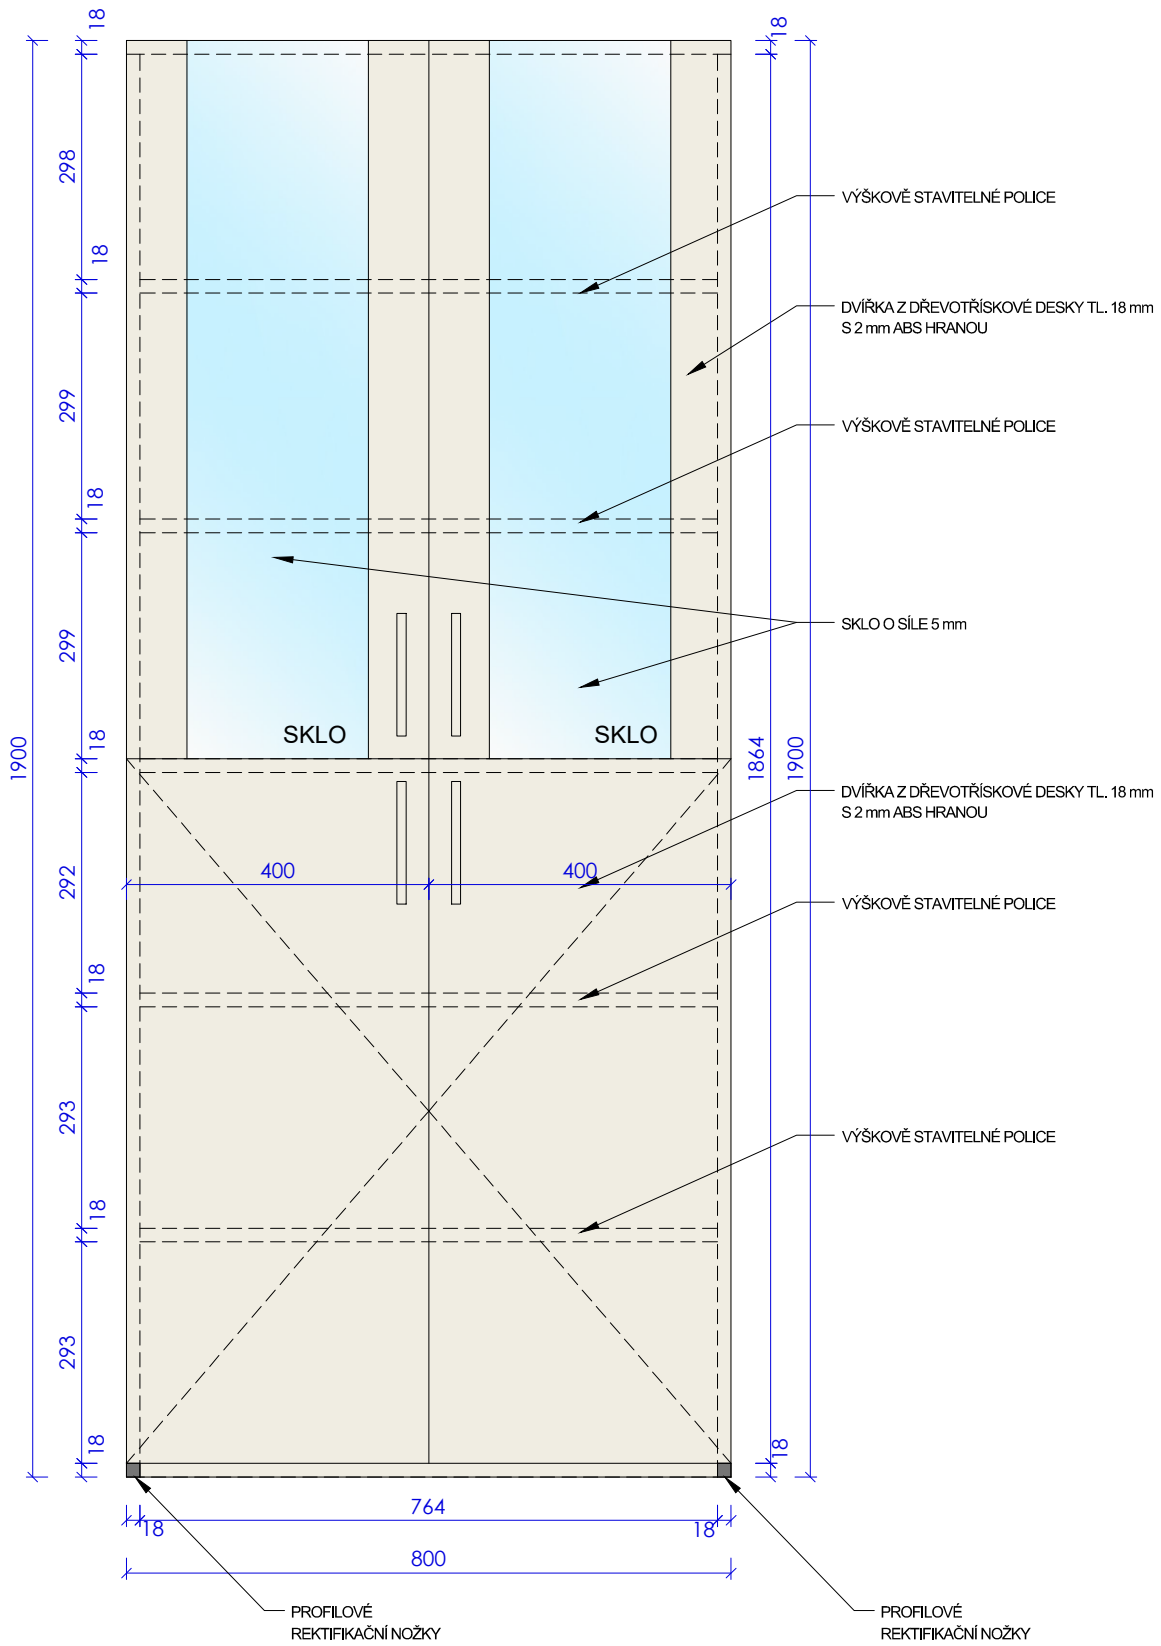 18
18
298
VÝŠKOVĚ STAVITELNÉ POLICE
18
DVÍŘKA Z DŘEVOTŘÍSKOVÉ DESKY TL. 18 mm
S 2 mm ABS HRANOU
299
VÝŠKOVĚ STAVITELNÉ POLICE
18
SKLO O SÍLE 5 mm
299
SKLO
SKLO
18
1900
1864
1900
DVÍŘKA Z DŘEVOTŘÍSKOVÉ DESKY TL. 18 mm
S 2 mm ABS HRANOU
400
400
292
VÝŠKOVĚ STAVITELNÉ POLICE
18
293
VÝŠKOVĚ STAVITELNÉ POLICE
18
293
18
18
764
18
18
800
PROFILOVÉ
REKTIFIKAČNÍ NOŽKY
PROFILOVÉ
REKTIFIKAČNÍ NOŽKY